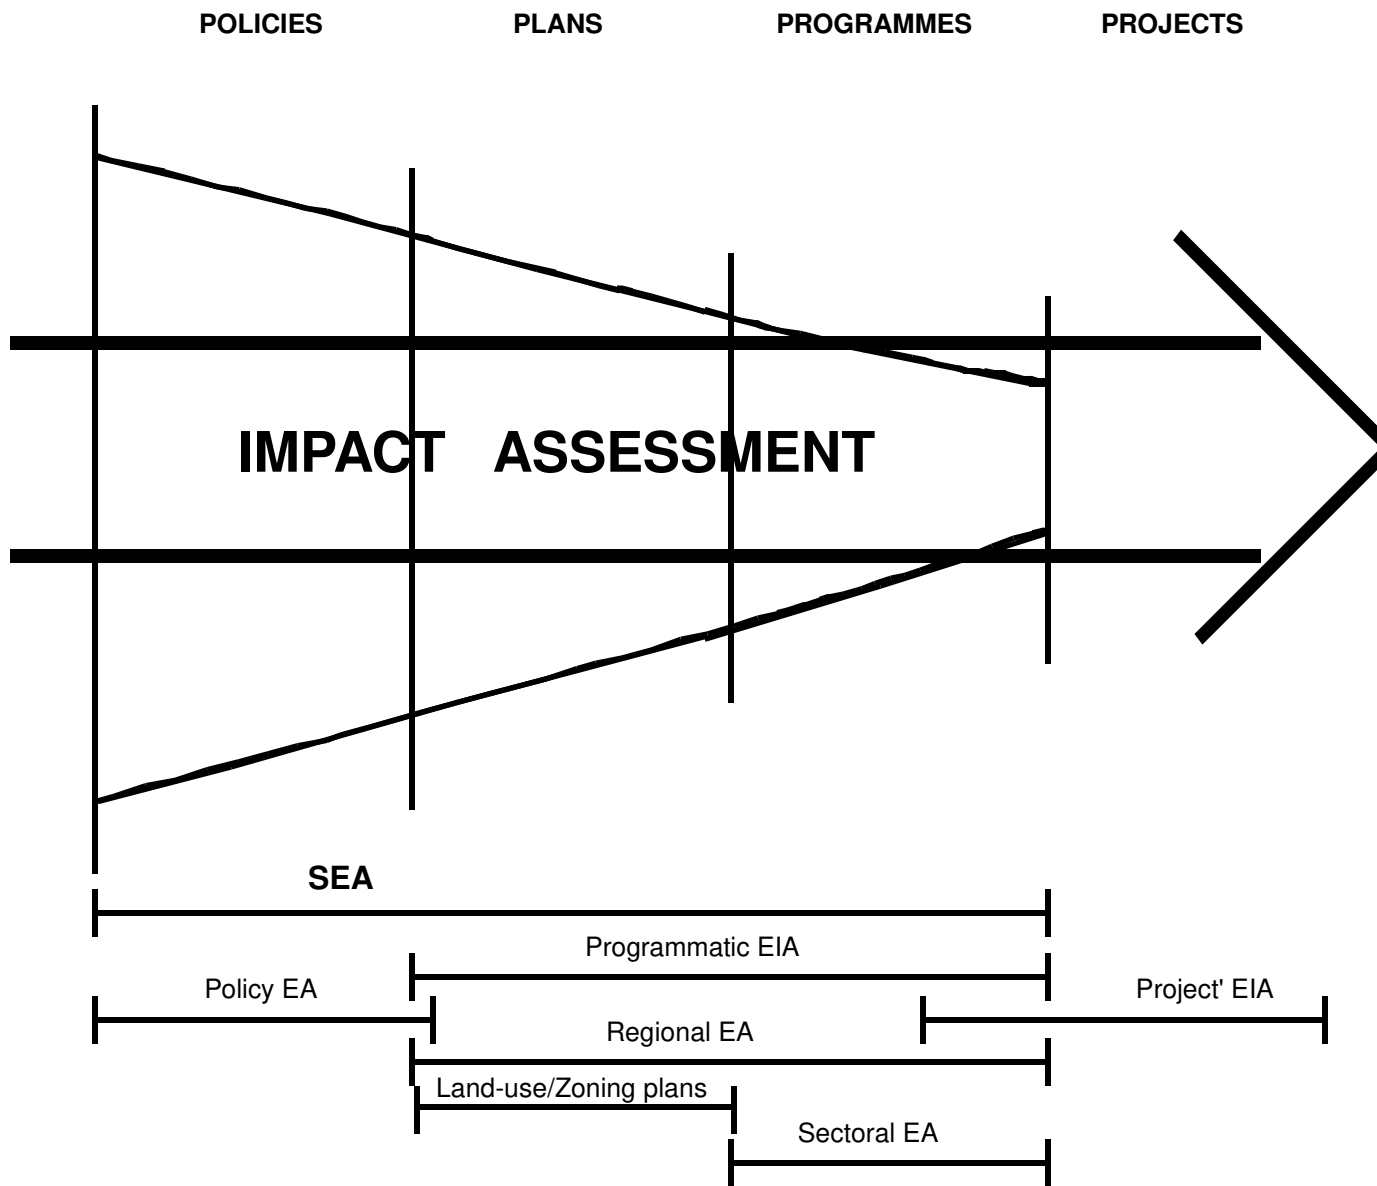 POLICIES PLANS PROGRAMMES PROJECTS
IMPACT ASSESSMENT
SEA
Programmatic EIA
Policy EA Project' EIA
Regional EA
Land-use/Zoning plans
Sectoral EA